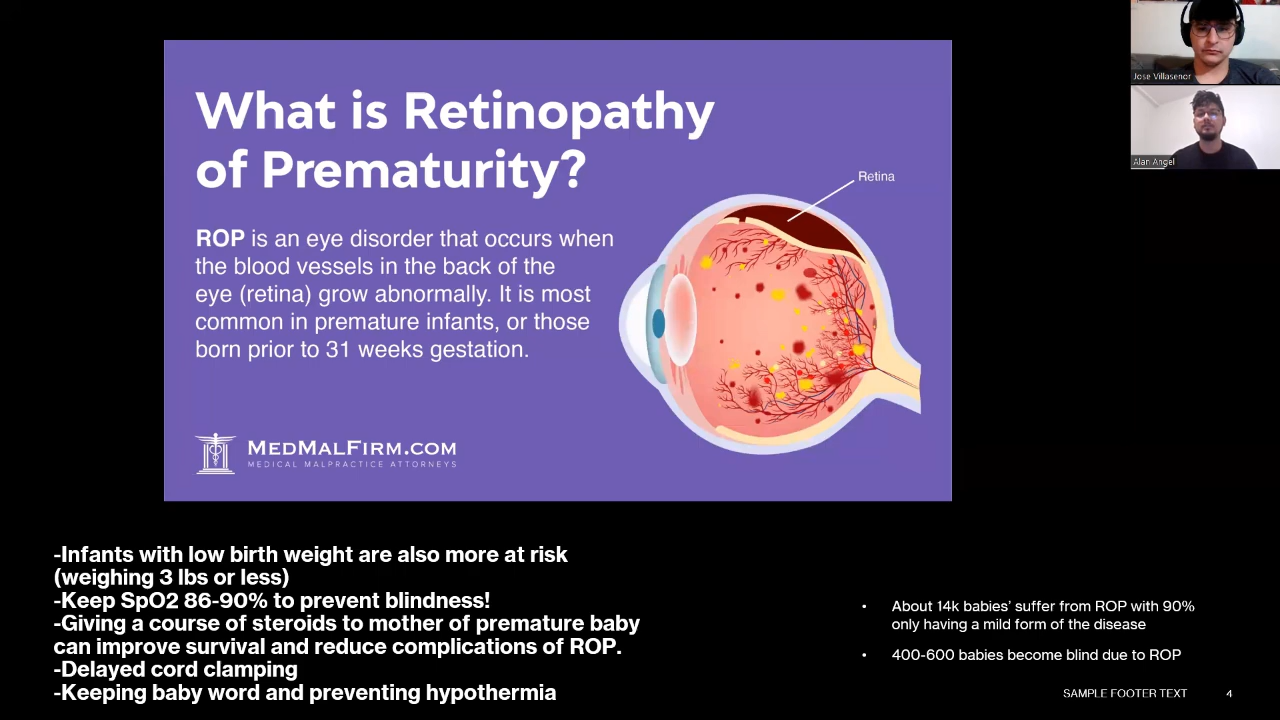 What is Retinopathy
of Prematurity?
Retina
ROP is an eye disorder that occurs when
the blood vessels in the back of the
eye (retina) grow abnormally. It is most
common in premature infants, or those
born prior to 31 weeks gestation.
MEDMALFIRM.COM
MEDICAL MALPRACTICE ATTORNEYS
Jose Villasenor
Alan Angel
-Infants with low birth weight are also more at risk
(weighing 3 lbs or less)
-Keep SpO2 86-90% to prevent blindness!
-Giving a course of steroids to mother of premature baby
can improve survival and reduce complications of ROP.
-Delayed cord clamping
-Keeping baby word and preventing hypothermia
• About 14k babies’ suffer from ROP with 90%
only having a mild form of the disease
• 400-600 babies become blind due to ROP
SAMPLE FOOTER TEXT 4